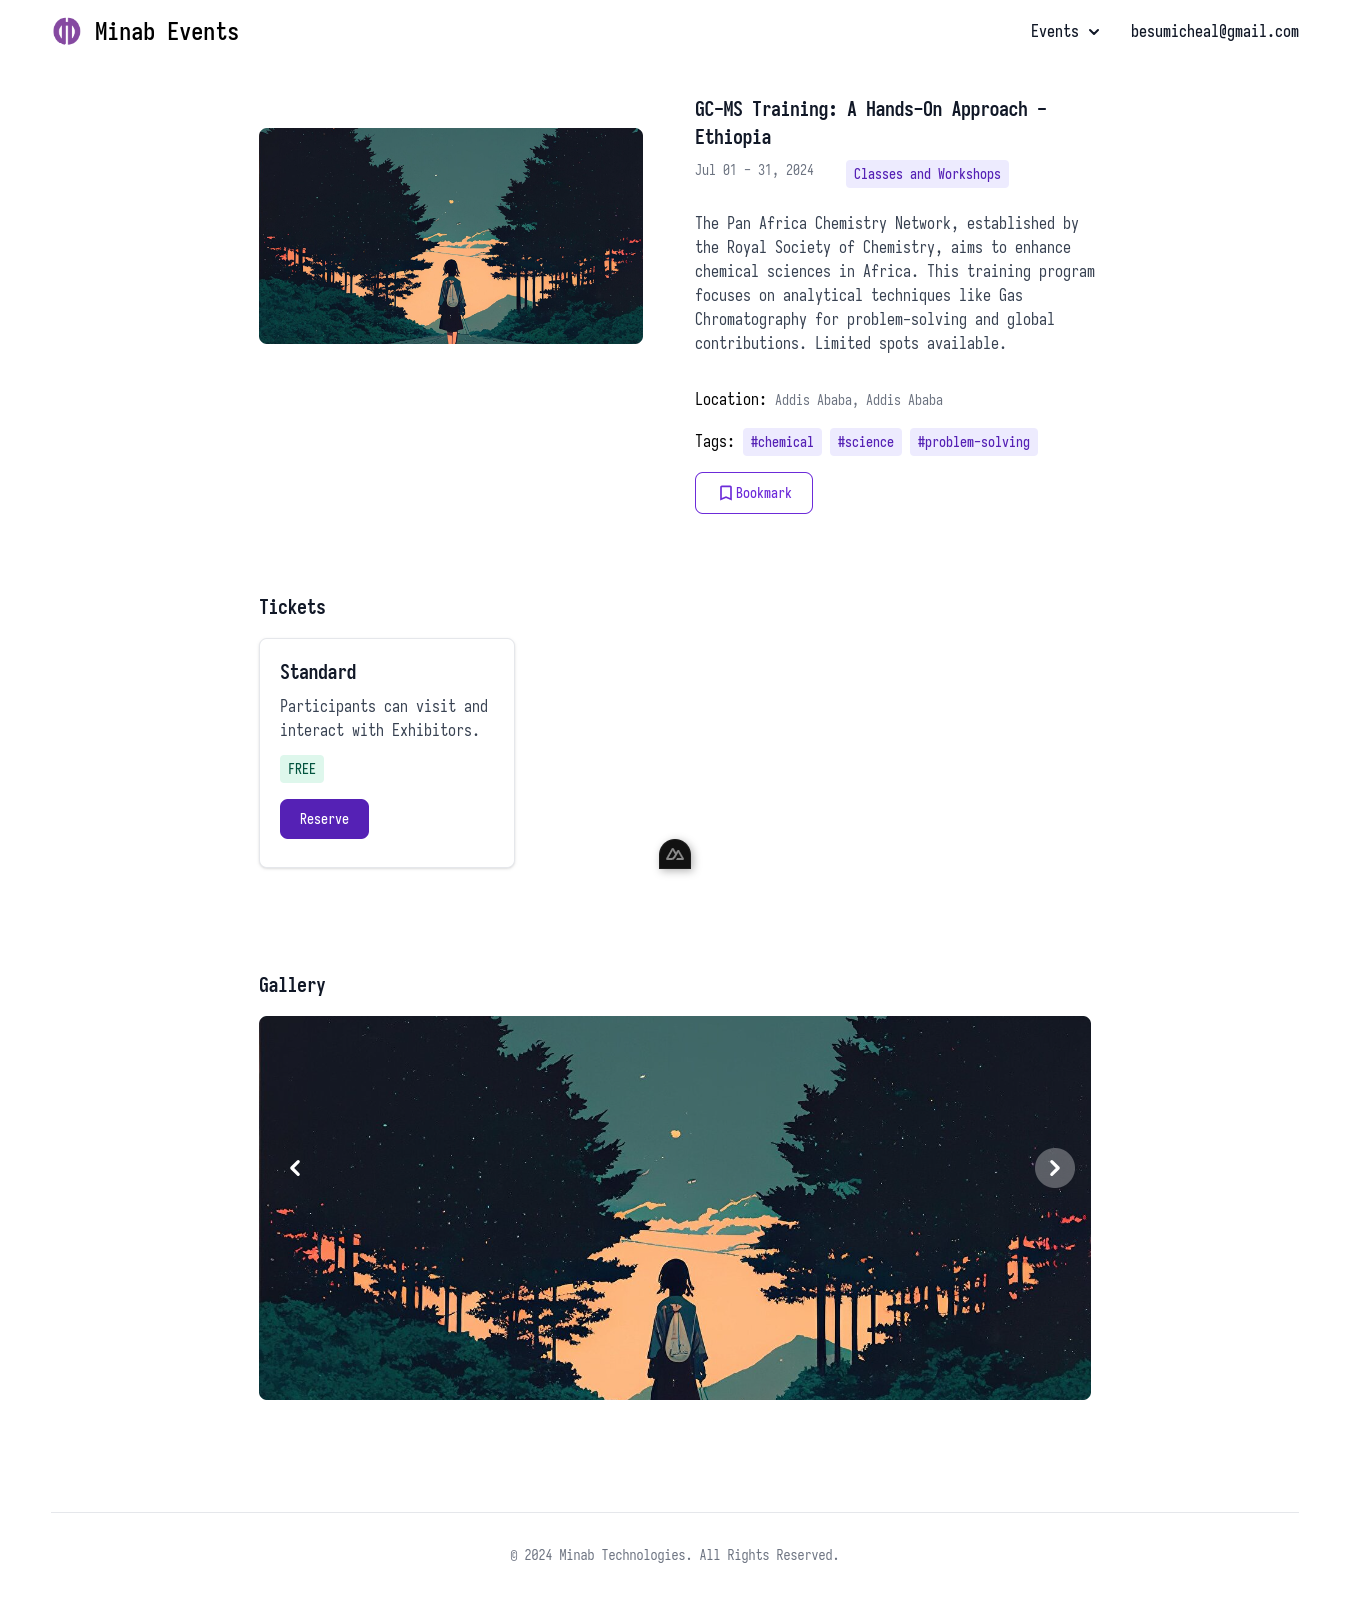 Minab Events
Events
besumicheal@gmail.com
GC-MS Training: A Hands-On Approach -
Ethiopia
Jul 01 - 31, 2024
Classes and Workshops
The Pan Africa Chemistry Network, established by
the Royal Society of Chemistry, aims to enhance
chemical sciences in Africa. This training program
focuses on analytical techniques like Gas
Chromatography for problem-solving and global
contributions. Limited spots available.
Location: Addis Ababa, Addis Ababa
Tags: #chemical #science #problem-solving
Bookmark
Tickets
Standard
Participants can visit and
interact with Exhibitors.
FREE
Reserve
Gallery
© 2024 Minab Technologies. All Rights Reserved.